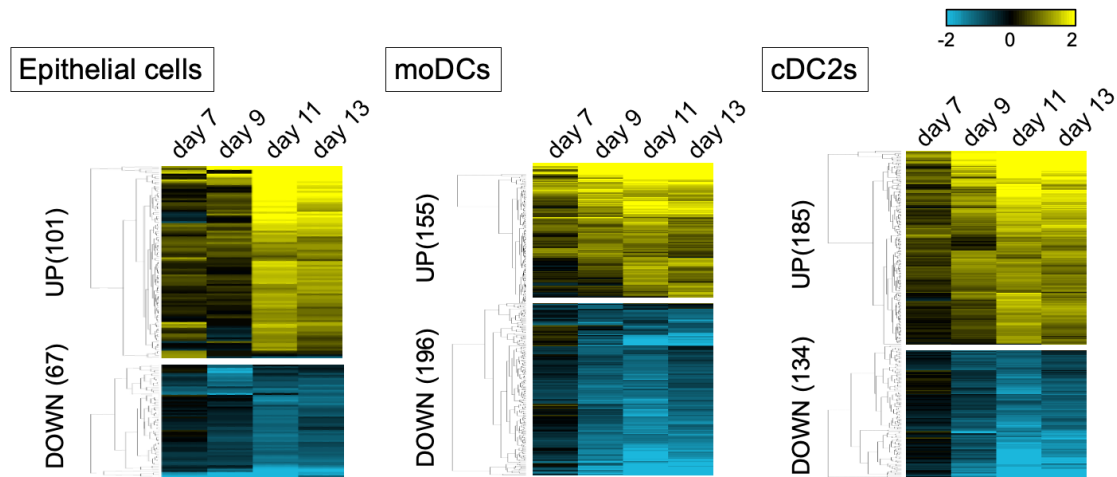 -2 0 2
Epithelial cells
day 7 day 9 day 11 day 13
UP(101)
DOWN (67)
moDCs
day 7 day 9 day 11 day 13
UP(155)
DOWN (196)
cDC2s
day 7 day 9 day 11 day 13
UP(185)
DOWN (134)